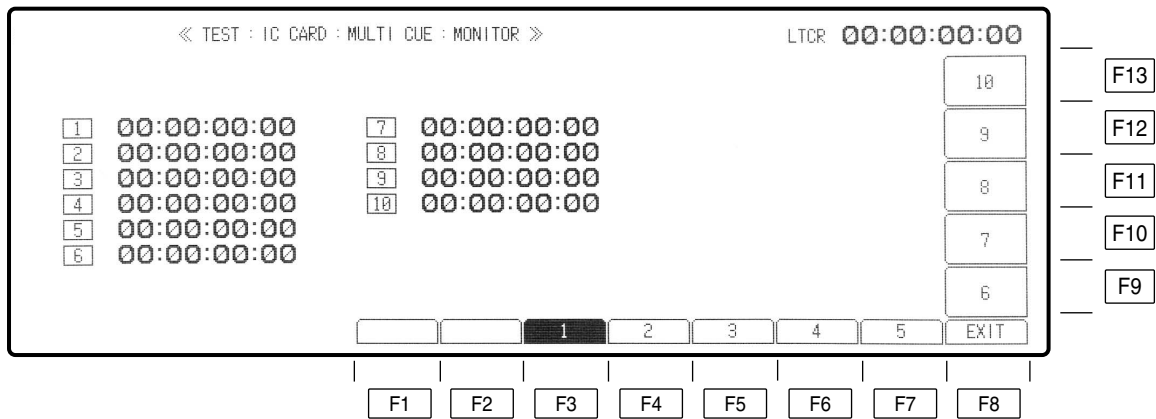 ≪ TEST : IC CARD : MULTI CUE : MONITOR ≫ LTCR 00:00:00:00
10 F13
1 00:00:00:00 7 00:00:00:00 9 F12
2 00:00:00:00 8 00:00:00:00
3 00:00:00:00 9 00:00:00:00 8 F11
4 00:00:00:00 10 00:00:00:00
5 00:00:00:00 7 F10
6 00:00:00:00
6 F9
1 2 3 4 5 EXIT
F1 F2 F3 F4 F5 F6 F7 F8